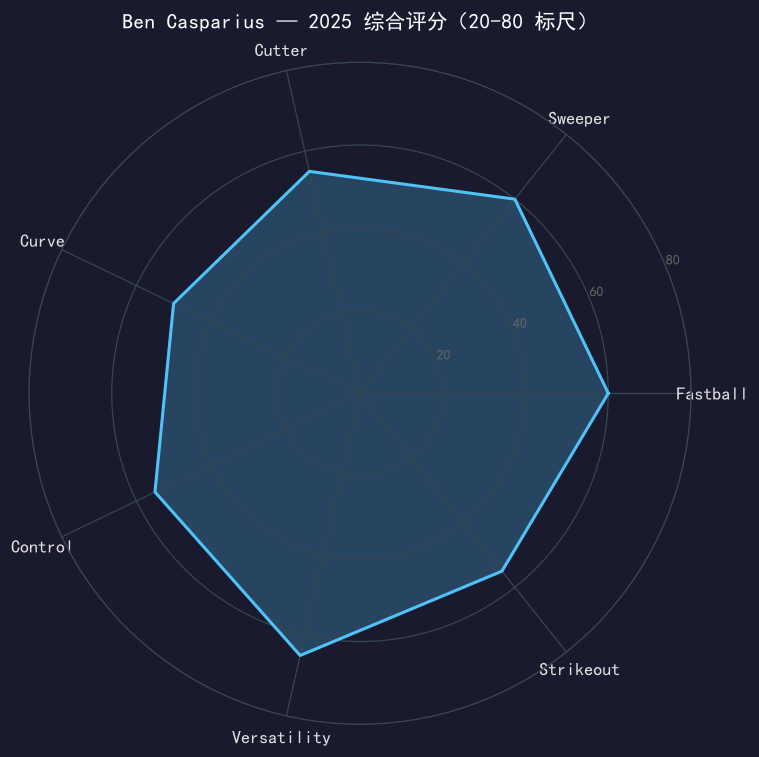 Ben Casparius — 2025 综合评分（20-80 标尺）
Cutter
Sweeper
Curve
80
60
40
20
Fastball
Control
Strikeout
Versatility